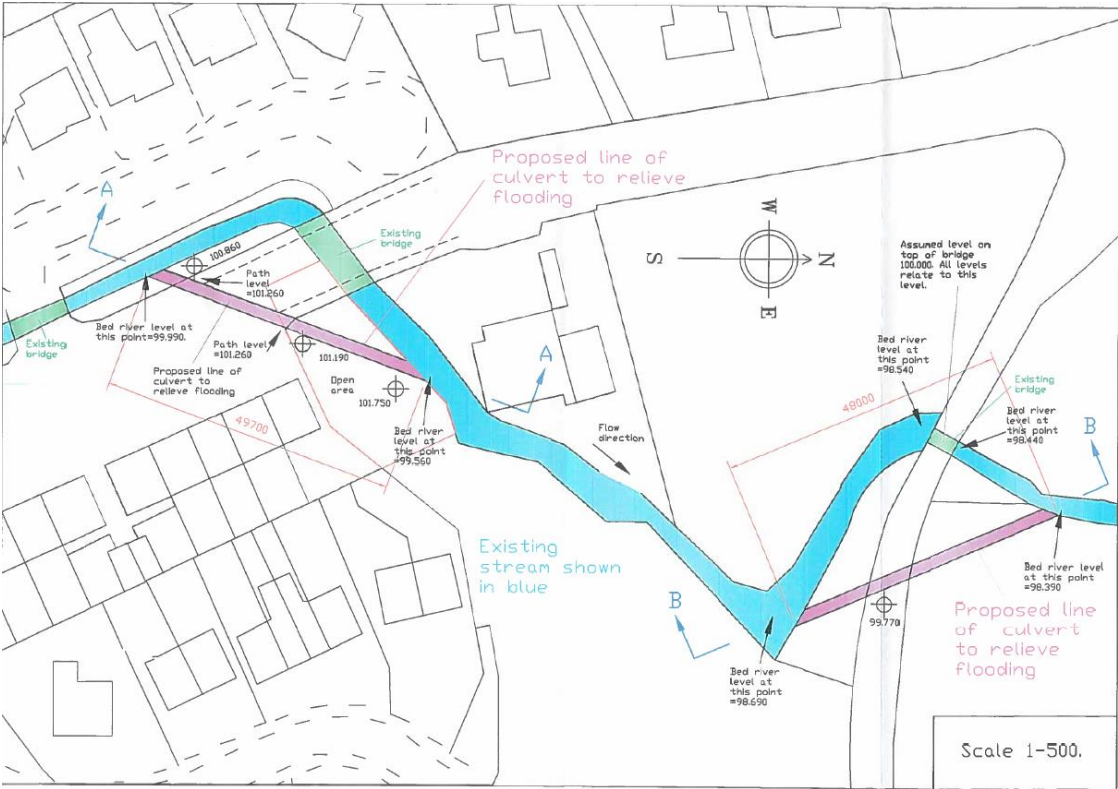 Proposed line of
culvert to relieve
flooding
A
Existing
bridge
100.860
Path
level
=101.260
Bed river level at
this point=99.990.
Existing
bridge
Path level
=101.260
101.190
Proposed line of
culvert to
relieve flooding
Open
area
101.750
49700
Bed river
level at
this point
=99.560
A
W
S
N
E
Assumed level on
top of bridge
100.000. All levels
relate to this
level.
Bed river
level at
this point
=98.540
Existing
bridge
48000
Bed river
level at
this point
=98.440
B
Flow
direction
Existing
stream shown
in blue
B
Bed river
level at
this point
=98.690
99.770
Bed river level
at this point
=98.390
Proposed line
of culvert
to relieve
flooding
Scale 1-500.